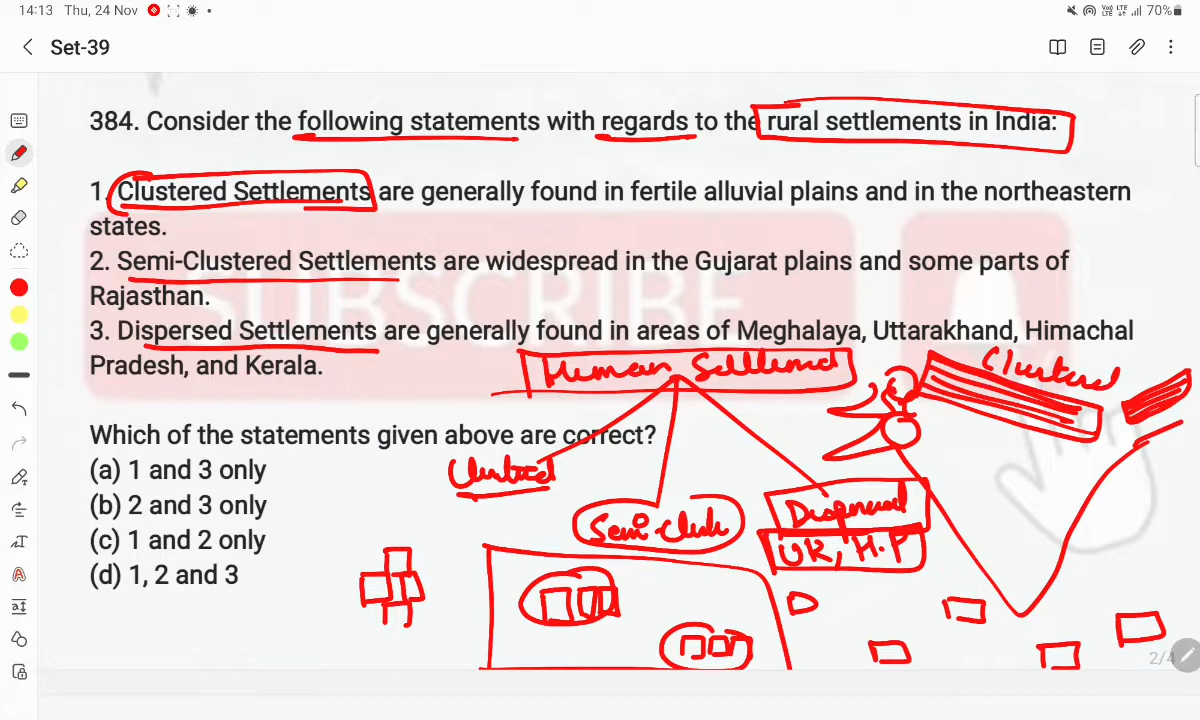 14:13 Thu, 24 Nov
70%
Set-39
384. Consider the following statements with regards to the rural settlements in India:
1. Clustered Settlements are generally found in fertile alluvial plains and in the northeastern
states.
2. Semi-Clustered Settlements are widespread in the Gujarat plains and some parts of
Rajasthan.
3. Dispersed Settlements are generally found in areas of Meghalaya, Uttarakhand, Himachal
Pradesh, and Kerala.
SUBSCRIBE
Human
Which of the statements given above are correct?
(a) 1 and 3 only
(b) 2 and 3 only
(c) 1 and 2 only
(d) 1, 2 and 3
Semi
UK, H.P
2/4